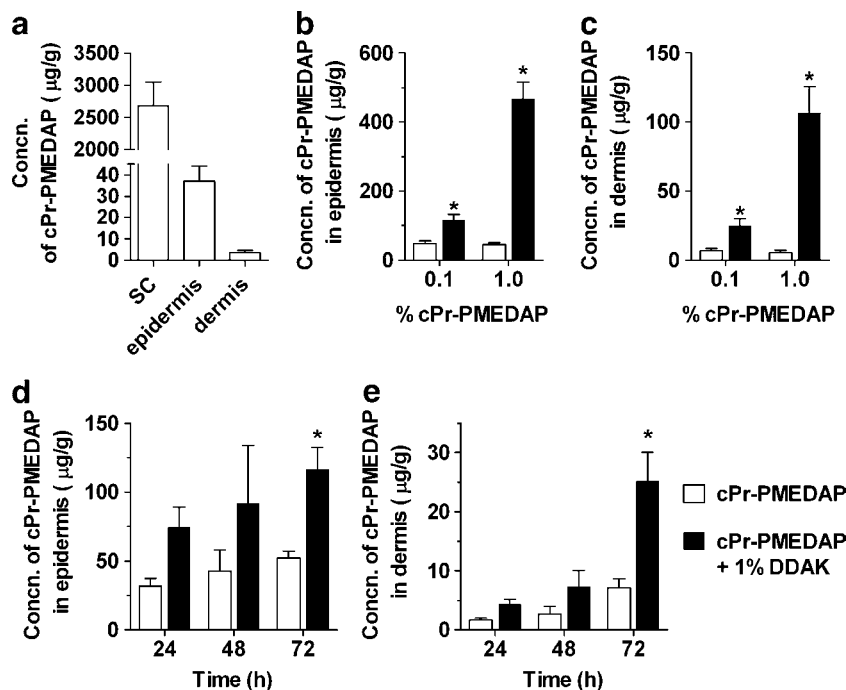 a
Concn.
of cPr-PMEDAP ( μg/g)
3500
3000
2500
2000
40
30
20
10
0
SC
epidermis
dermis
b
Concn. of cPr-PMEDAP
in epidermis ( μg/g)
600
400
200
0
0.1
1.0
% cPr-PMEDAP
*
*
c
Concn. of cPr-PMEDAP
in dermis ( μg/g)
150
100
50
0
0.1
1.0
% cPr-PMEDAP
*
*
d
Concn. of cPr-PMEDAP
in epidermis ( μg/g)
150
100
50
0
24
48
72
Time (h)
*
e
Concn. of cPr-PMEDAP
in dermis ( μg/g)
30
20
10
0
24
48
72
Time (h)
*
cPr-PMEDAP
cPr-PMEDAP
+ 1% DDAK